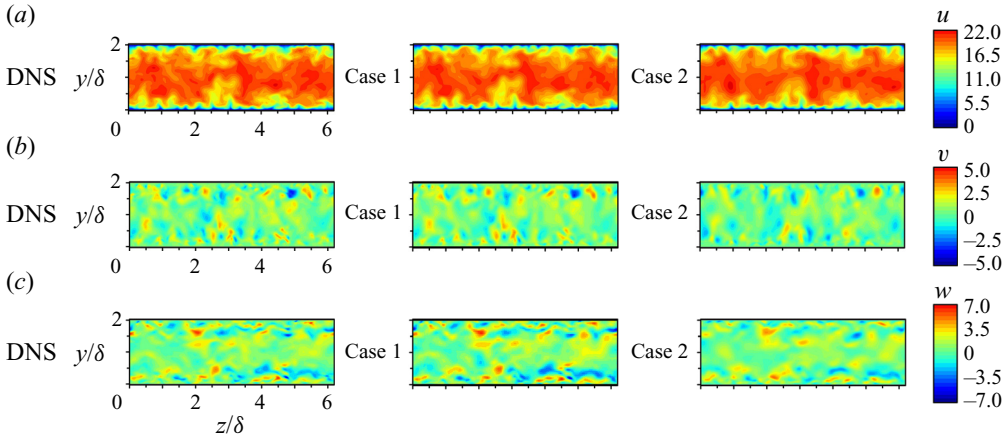 (a)
u
DNS y/δ 2 0 Case 1 Case 2
22.0
16.5
11.0
5.5
0
0 2 4 6
(b)
v
DNS y/δ 2 Case 1 Case 2
5.0
2.5
0
–2.5
–5.0
0 2 4 6
(c)
w
DNS y/δ 2 Case 1 Case 2
7.0
3.5
0
–3.5
–7.0
0 2 4 6
z/δ